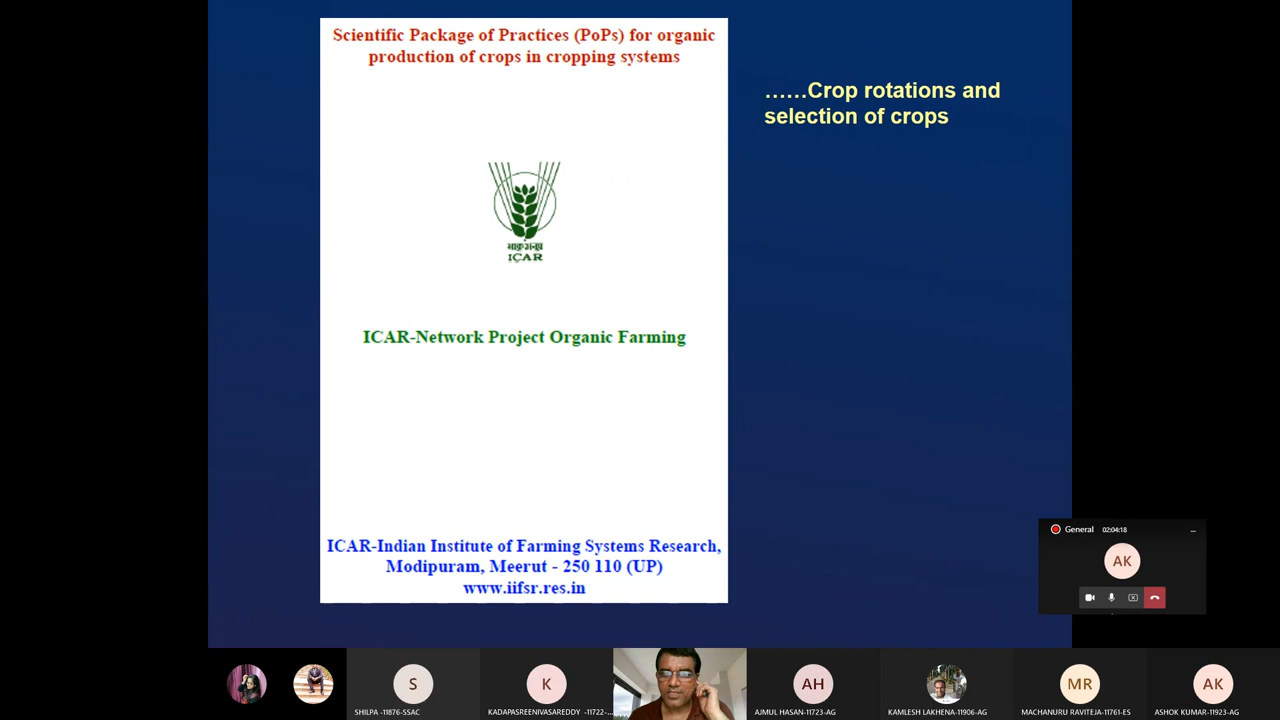 Scientific Package of Practices (PoPs) for organic
production of crops in cropping systems
......Crop rotations and
selection of crops
भाकृअनुप
ICAR
ICAR-Network Project Organic Farming
ICAR-Indian Institute of Farming Systems Research,
Modipuram, Meerut - 250 110 (UP)
www.iifsr.res.in
General 02:04:18
AK
S
K
AH
MR
AK
SHILPA -11876-SSAC
KADAPASREENIVASAREDDY -11722-...
AJMUL HASAN-11723-AG
KAMLESH LAKHENA-11906-AG
MACHANURU RAVITEJA-11761-ES
ASHOK KUMAR-11923-AG